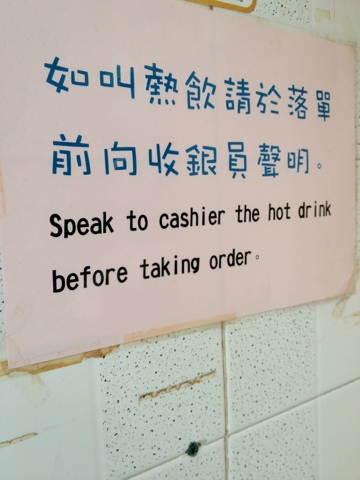 如叫熱飲請於落單
前向收銀員聲明。
Speak to cashier the hot drink
before taking order。